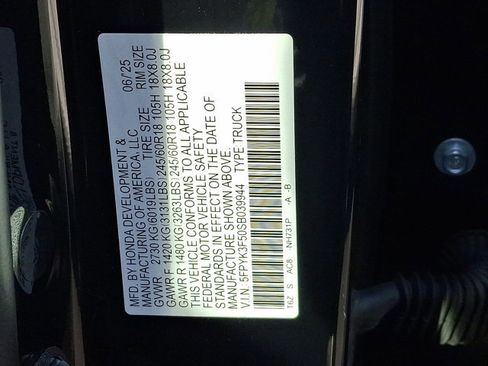 MFD. BY HONDA DEVELOPMENT & 06/'25
MANUFACTURING OF AMERICA, LLC
TIRE SIZE RIM SIZE
GVWR 2730 KG(6019LBS)
GAWR F 1420 KG(3131LBS)245/60R18 105H 18X8.0J
GAWR R 1480 KG(3263LBS)245/60R18 105H 18X8.0J
THIS VEHICLE CONFORMS TO ALL APPLICABLE
FEDERAL MOTOR VEHICLE SAFETY
STANDARDS IN EFFECT ON THE DATE OF
MANUFACTURE SHOWN ABOVE.
V.I.N: 5FPYK3F50SB039944 TYPE TRUCK
16Z S AC8 NH731P -A -B